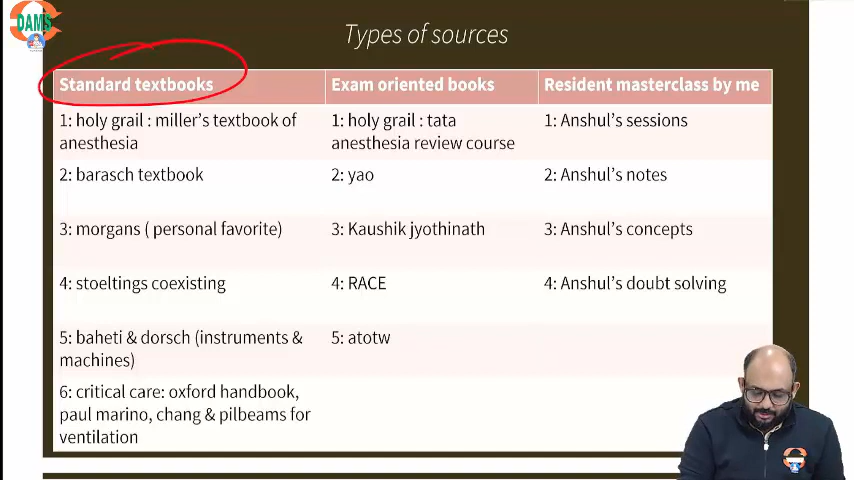 DAMS
Types of sources
Standard textbooks
Exam oriented books
Resident masterclass by me
1: holy grail : miller's textbook of
anesthesia
1: holy grail : tata
anesthesia review course
1: Anshul's sessions
2: barasch textbook
2: yao
2: Anshul's notes
3: morgans ( personal favorite)
3: Kaushik jyothinath
3: Anshul's concepts
4: stoeltings coexisting
4: RACE
4: Anshul's doubt solving
5: baheti & dorsch (instruments &
machines)
5: atotw
6: critical care: oxford handbook,
paul marino, chang & pilbeams for
ventilation